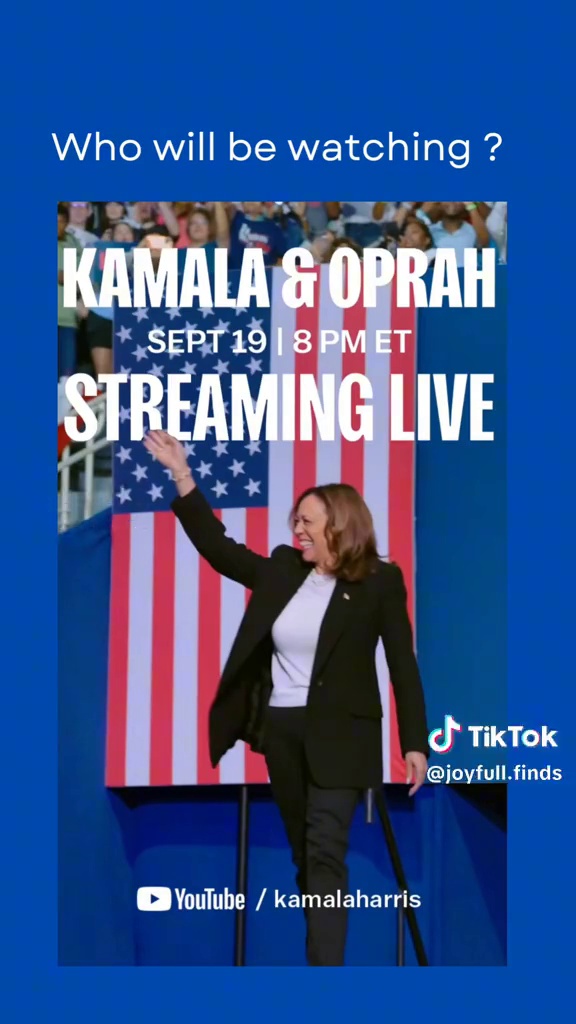 Who will be watching ?
KAMALA & OPRAH
SEPT 19 | 8 PM ET
STREAMING LIVE
TikTok
@joyfull.finds
YouTube / kamalaharris